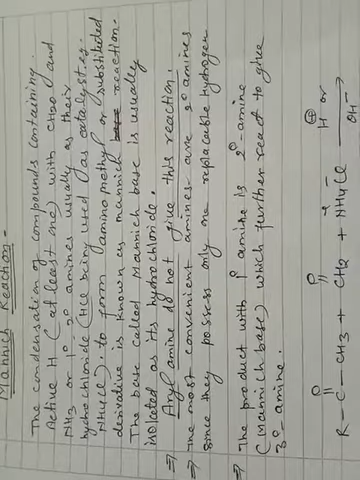 Mannich Reaction -
The condensation of compounds containing
Active H (at least one) with CH2O and
NH3 or 1° 2° amines usually as their
hydrochloride (HCl being used as catalyst. eg -
NH4Cl). to form aminomethyl or substituted
derivative is known as mannich reaction.
The base called Mannich base is usually
isolated as its hydrochloride.
⇒ Aryl amine do not give this reaction.
⇒ The most convenient amines are 2° amines
since they possess only one replaceable hydrogen
⇒ The product with 1° amine is 2° amine
(Mannich base) which further react to give
3° amine.
O O
R - C - CH3 + CH2 + NH4Cl H⊕ or OH⁻ →